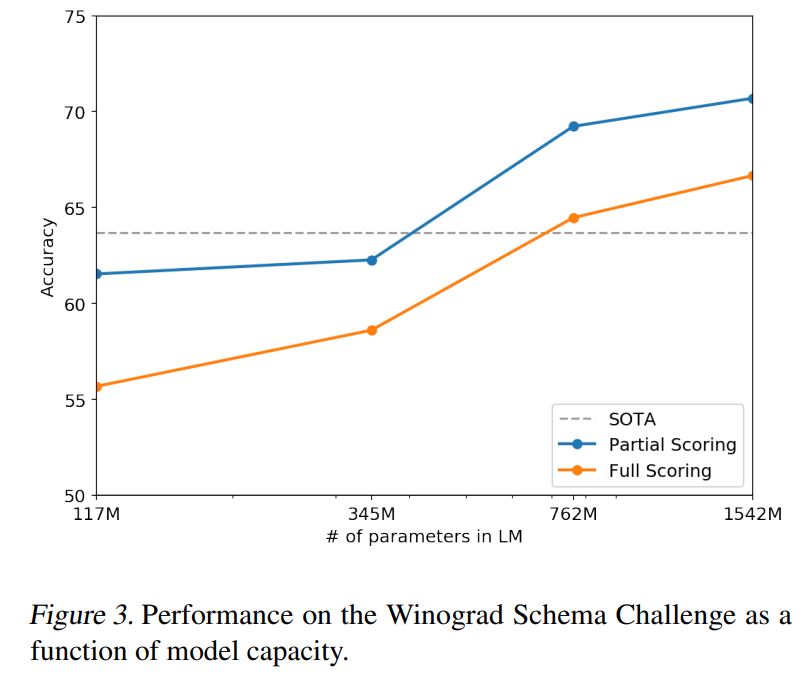 75
70
65
60
55
50
Accuracy
SOTA
Partial Scoring
Full Scoring
117M 345M 762M 1542M
# of parameters in LM
Figure 3. Performance on the Winograd Schema Challenge as a
function of model capacity.